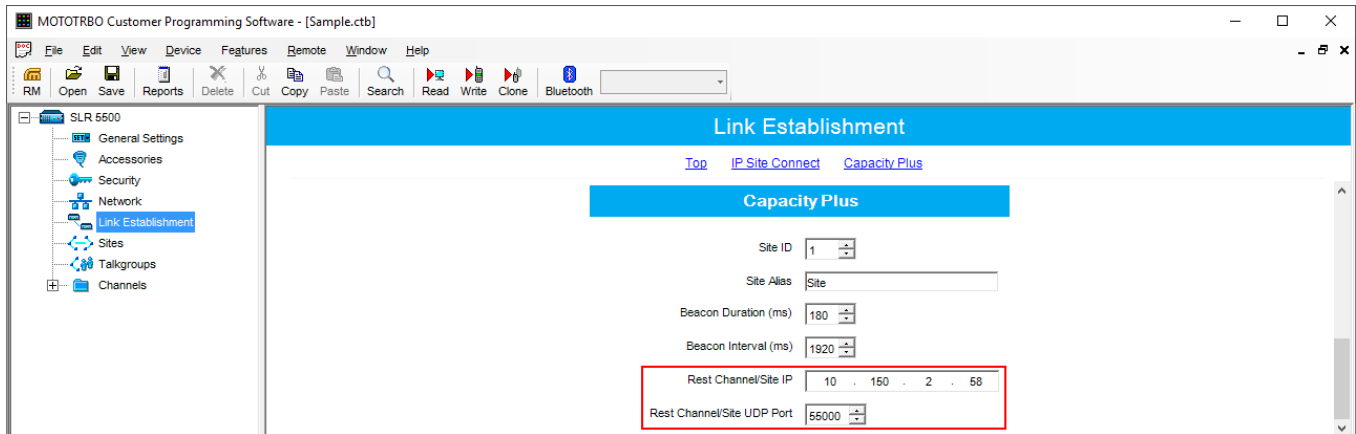 MOTOTRBO Customer Programming Software - [Sample.ctb]
File Edit View Device Features Remote Window Help
RM Open Save Reports Delete Cut Copy Paste Search Read Write Clone Bluetooth
SLR 5500
General Settings
Accessories
Security
Network
Link Establishment
Sites
Talkgroups
Channels
Link Establishment
Top IP Site Connect Capacity Plus
Capacity Plus
Site ID 1
Site Alias Site
Beacon Duration (ms) 180
Beacon Interval (ms) 1920
Rest Channel/Site IP 10 . 150 . 2 . 58
Rest Channel/Site UDP Port 55000